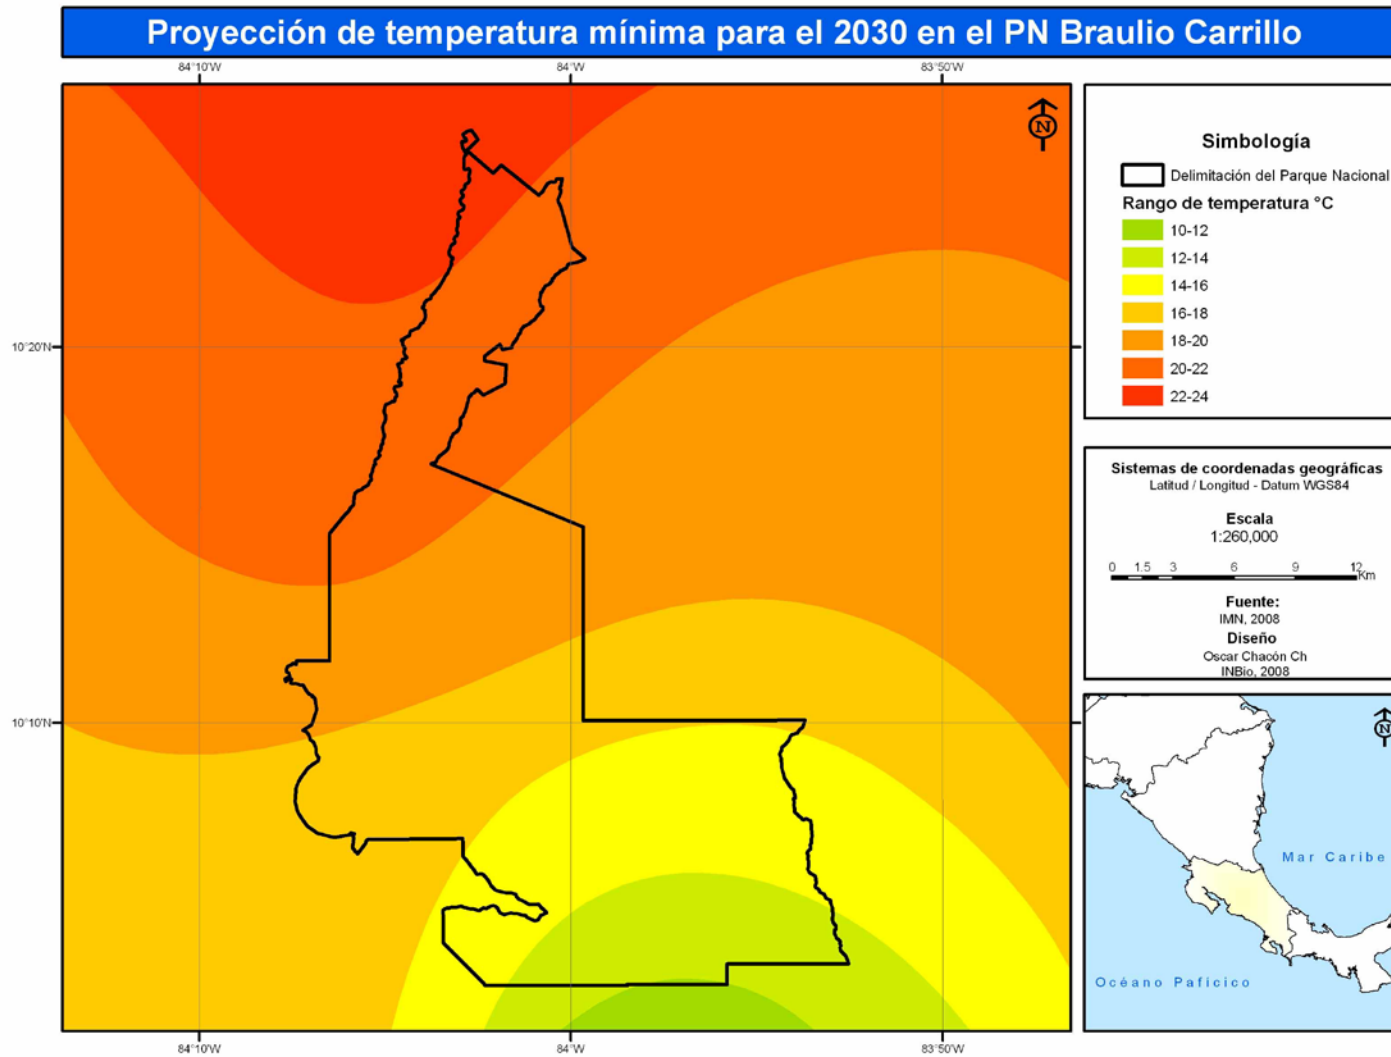 Proyección de temperatura mínima para el 2030 en el PN Braulio Carrillo
84°10'W
84°W
83°50'W
N
10°20'N
10°10'N
84°10'W
84°W
83°50'W
Simbología
Delimitación del Parque Nacional
Rango de temperatura °C
10-12
12-14
14-16
16-18
18-20
20-22
22-24
Sistemas de coordenadas geográficas
Latitud / Longitud - Datum WGS84
Escala
1:260,000
0 1.5 3 6 9 12
Km
Fuente:
IMN, 2008
Diseño
Oscar Chacón Ch
INBio, 2008
N
Mar Caribe
Océano Pafícico